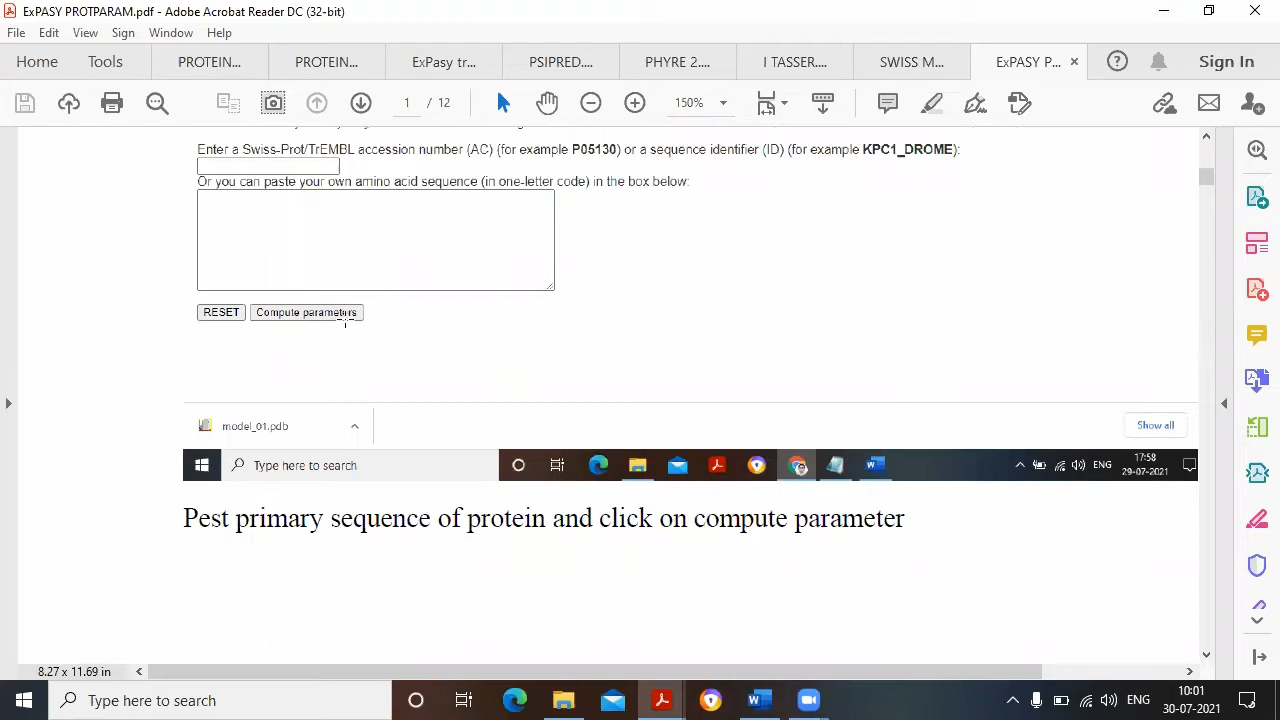 ExPASY PROTPARAM.pdf - Adobe Acrobat Reader DC (32-bit)
File Edit View Sign Window Help
Home Tools PROTEIN... PROTEIN... ExPasy tr... PSIPRED.... PHYRE 2.... I TASSER.... SWISS M... ExPASY P... Sign In
1 / 12 150%
Enter a Swiss-Prot/TrEMBL accession number (AC) (for example P05130) or a sequence identifier (ID) (for example KPC1_DROME):
Or you can paste your own amino acid sequence (in one-letter code) in the box below:
RESET Compute parameters
model_01.pdb Show all
Type here to search ENG 17:58
29-07-2021
Pest primary sequence of protein and click on compute parameter
8.27 x 11.69 in
Type here to search ENG 10:01
30-07-2021